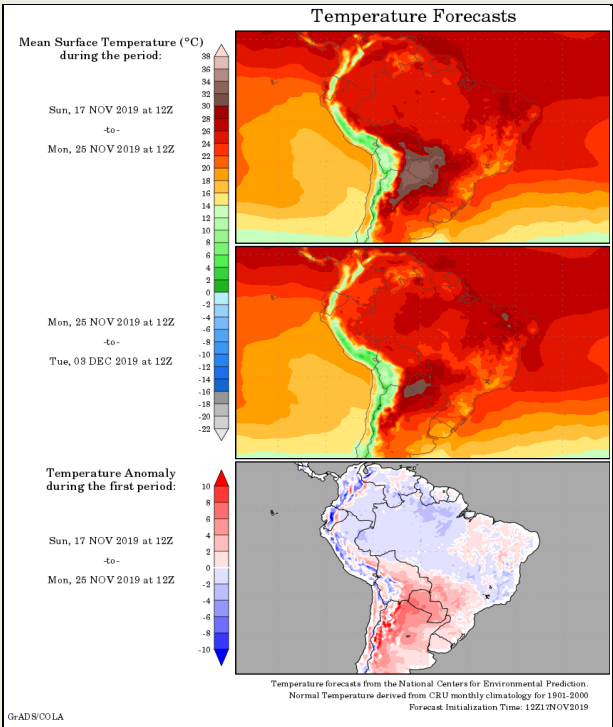 Temperature Forecasts
Mean Surface Temperature (°C)
during the period:
Sun, 17 NOV 2019 at 12Z
-to-
Mon, 25 NOV 2019 at 12Z
38
36
34
32
30
28
26
24
22
20
18
16
14
12
10
8
6
4
2
0
-2
-4
-6
-8
-10
-12
-14
-16
-18
-20
-22
Mon, 25 NOV 2019 at 12Z
-to-
Tue, 03 DEC 2019 at 12Z
Temperature Anomaly
during the first period:
Sun, 17 NOV 2019 at 12Z
-to-
Mon, 25 NOV 2019 at 12Z
10
8
6
4
2
0
-2
-4
-6
-8
-10
Temperature forecasts from the National Centers for Environmental Prediction.
Normal Temperature derived from CRU monthly climatology for 1901-2000
Forecast Initialization Time: 12Z17NOV2019
GrADS/COLA